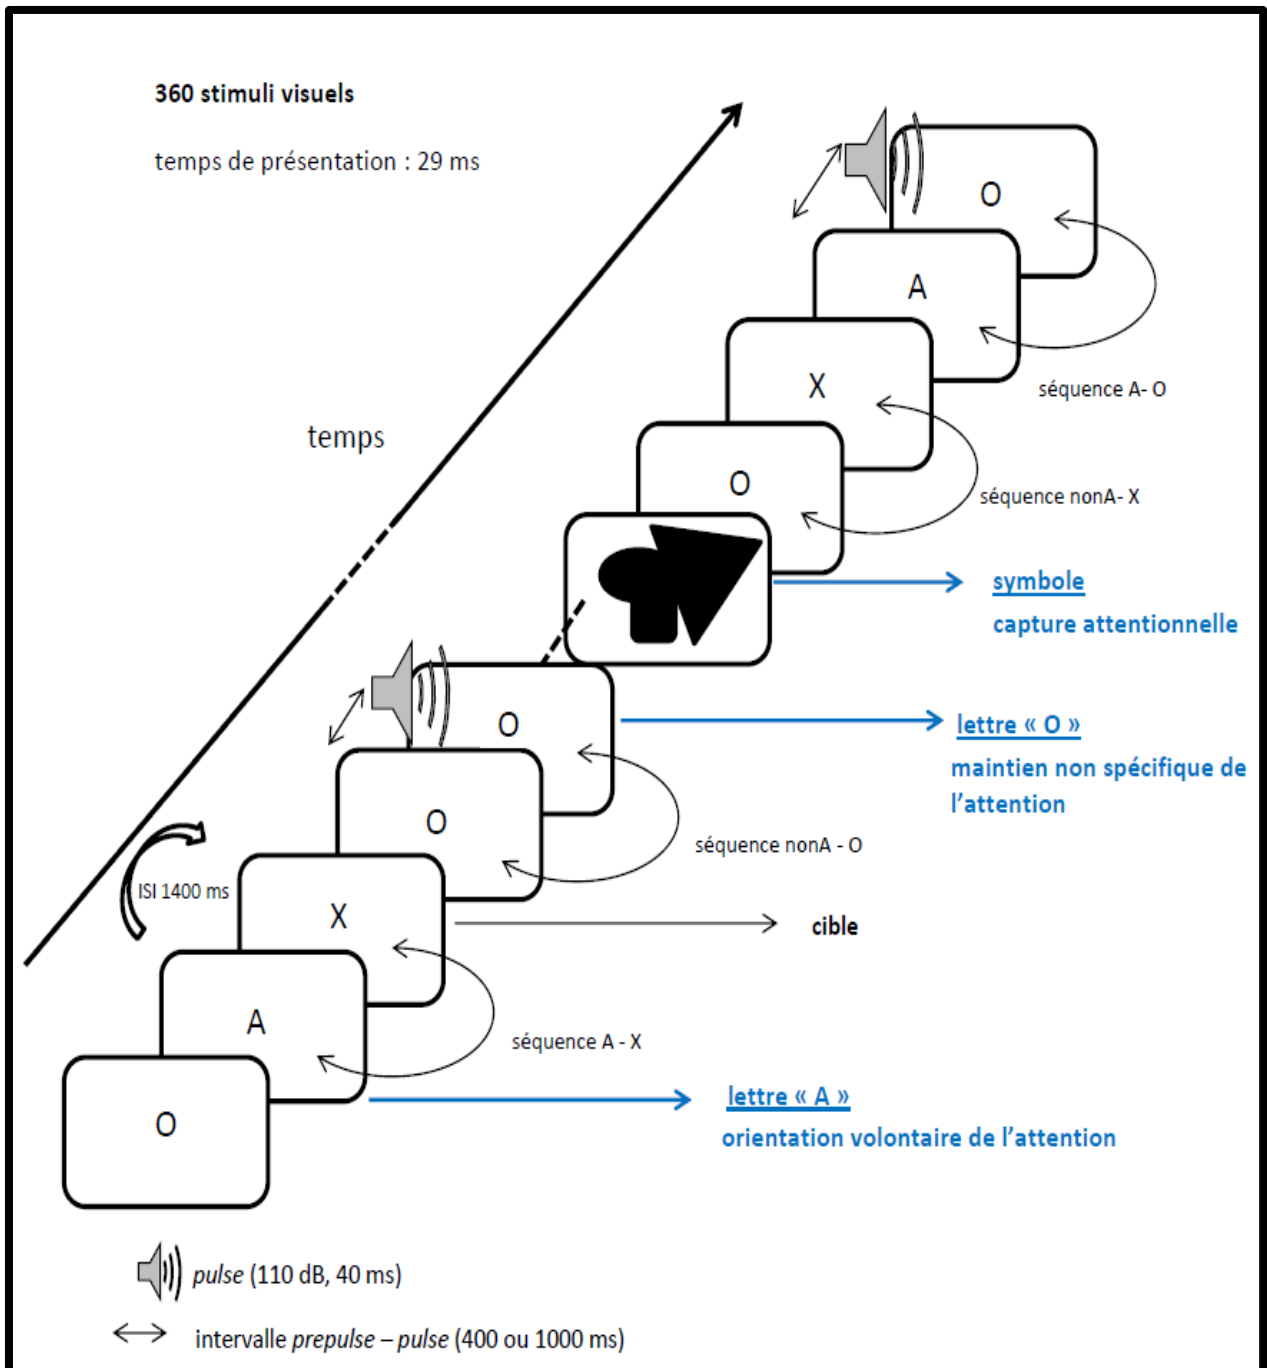 360 stimuli visuels
temps de présentation : 29 ms
O
A
séquence A- O
X
temps
O
séquence nonA- X
symbole
capture attentionnelle
O
lettre « O »
maintien non spécifique de
l'attention
O
séquence nonA - O
ISI 1400 ms
X
cible
A
séquence A - X
lettre « A »
O
orientation volontaire de l'attention
pulse (110 dB, 40 ms)
intervalle prepulse – pulse (400 ou 1000 ms)